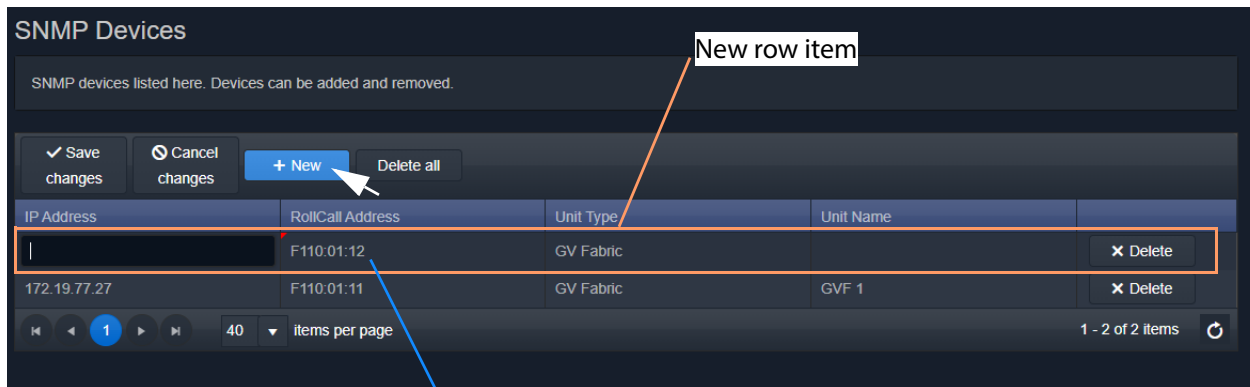 SNMP Devices
New row item
SNMP devices listed here. Devices can be added and removed.
Save changes
Cancel changes
+ New
Delete all
IP Address RollCall Address Unit Type Unit Name
F110:01:12 GV Fabric Delete
172.19.77.27 F110:01:11 GV Fabric GVF 1 Delete
1 40 items per page 1 - 2 of 2 items